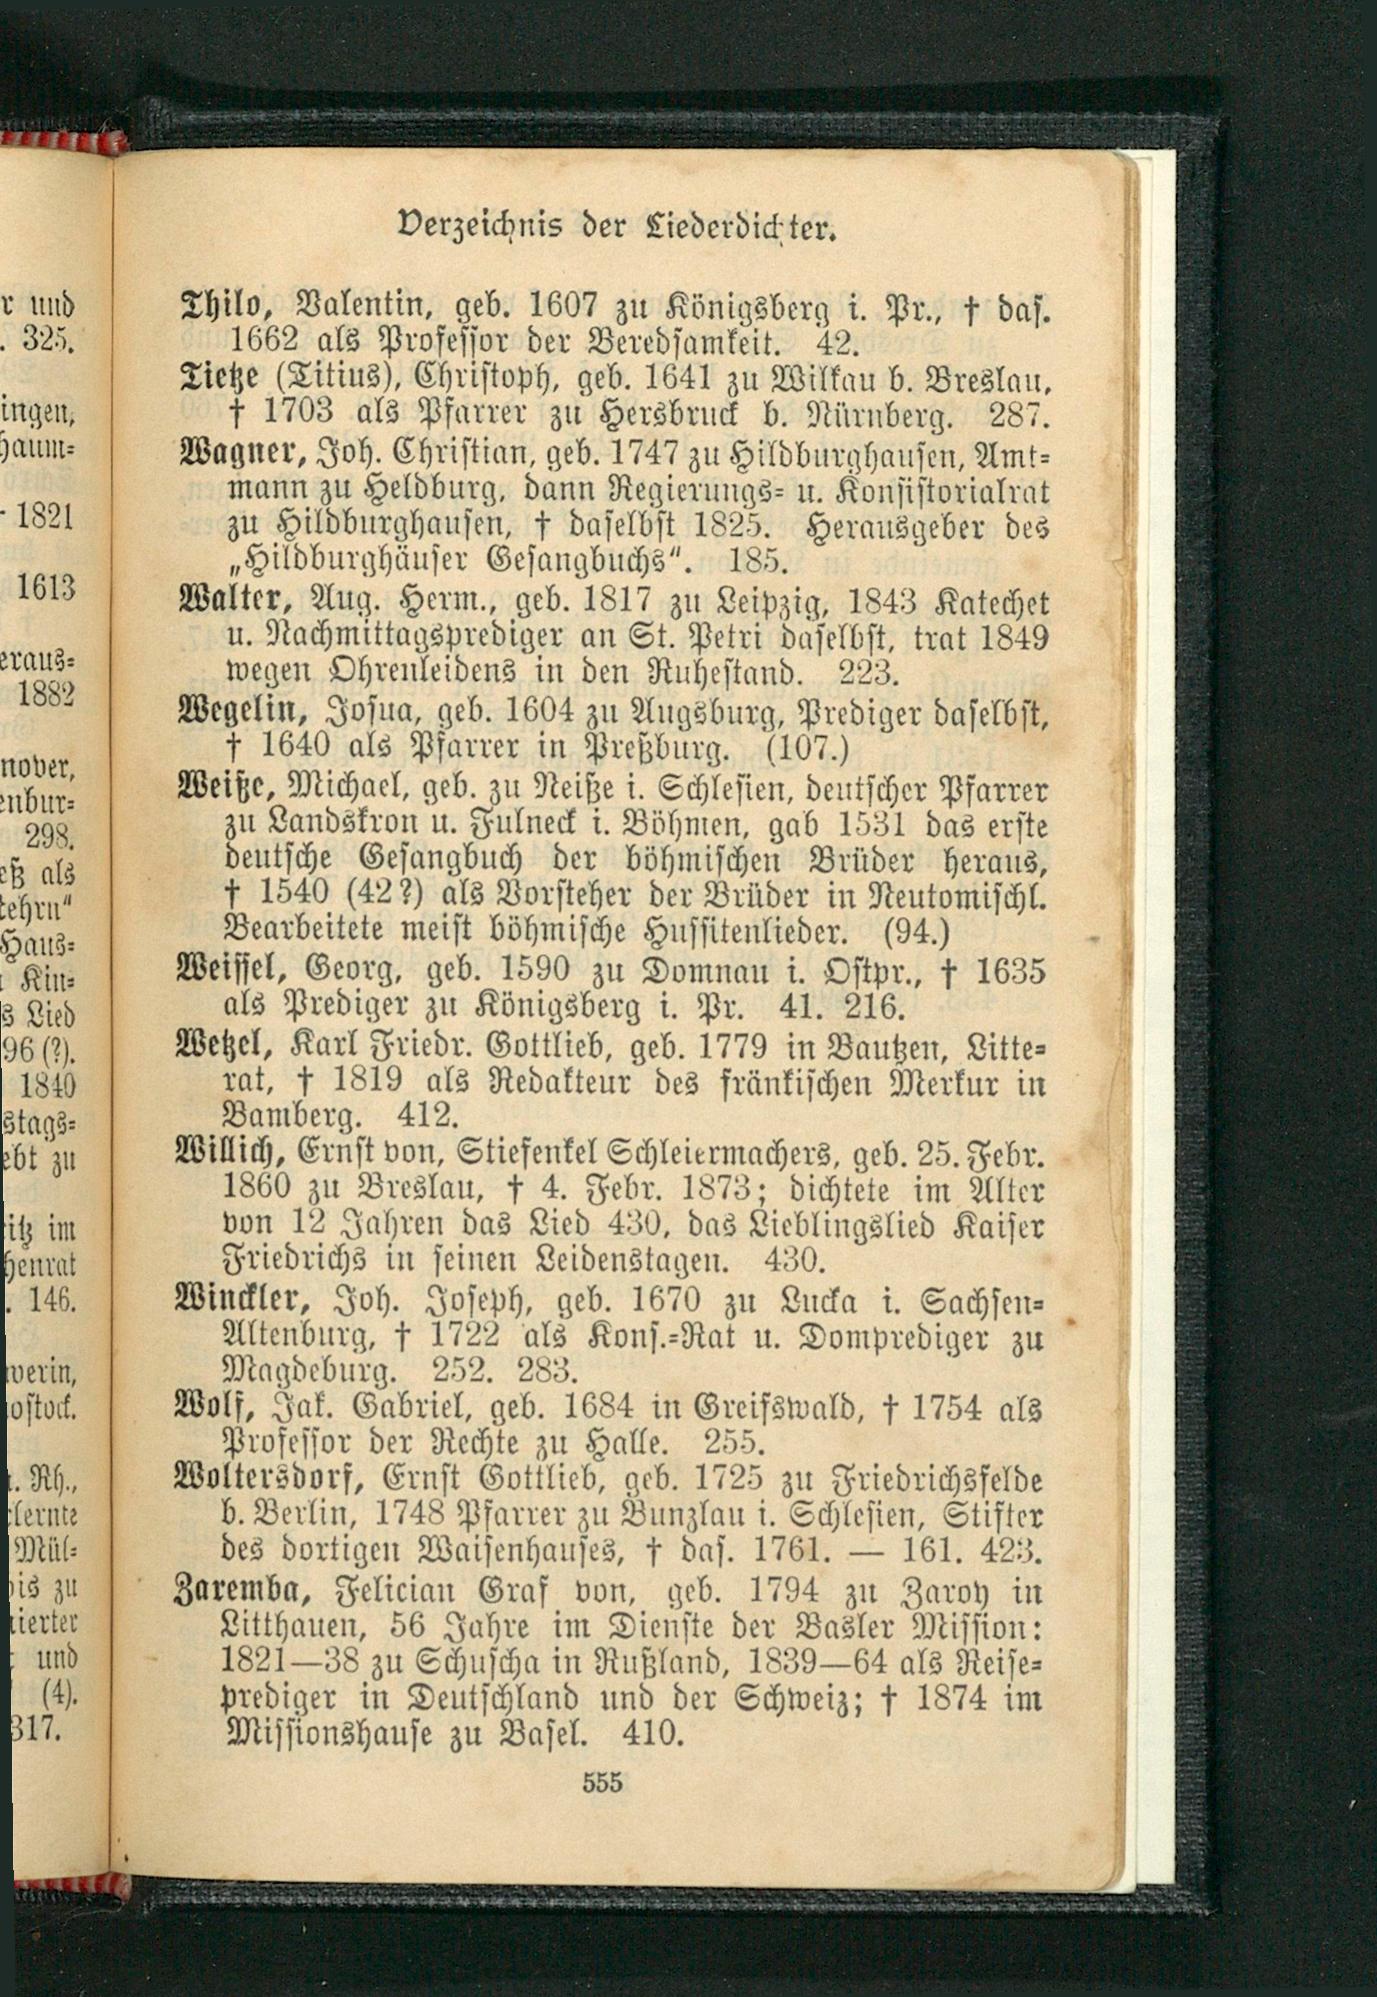 Verzeichnis der Liederdichter.
Thilo, Valentin, geb. 1607 zu Königsberg i. Pr., † das.
1662 als Professor der Beredsamkeit. 42.
Tietze (Titius), Christoph, geb. 1641 zu Wilkau b. Breslau,
† 1703 als Pfarrer zu Hersbruck b. Nürnberg. 287.
Wagner, Joh. Christian, geb. 1747 zu Hildburghausen, Amt-
mann zu Heldburg, dann Regierungs- u. Konsistorialrat
zu Hildburghausen, † daselbst 1825. Herausgeber des
„Hildburghäuser Gesangbuchs“. 185.
Walter, Aug. Herm., geb. 1817 zu Leipzig, 1843 Katechet
u. Nachmittagsprediger an St. Petri daselbst, trat 1849
wegen Ohrenleidens in den Ruhestand. 223.
Wegelin, Josua, geb. 1604 zu Augsburg, Prediger daselbst,
† 1640 als Pfarrer in Preßburg. (107.)
Weiße, Michael, geb. zu Neiße i. Schlesien, deutscher Pfarrer
zu Landskron u. Fulneck i. Böhmen, gab 1531 das erste
deutsche Gesangbuch der böhmischen Brüder heraus,
† 1540 (42?) als Vorsteher der Brüder in Neutomischl.
Bearbeitete meist böhmische Hussitenlieder. (94.)
Weissel, Georg, geb. 1590 zu Domnau i. Ostpr., † 1635
als Prediger zu Königsberg i. Pr. 41. 216.
Wetzel, Karl Friedr. Gottlieb, geb. 1779 in Bautzen, Litte-
rat, † 1819 als Redakteur des fränkischen Merkur in
Bamberg. 412.
Willich, Ernst von, Stiefenkel Schleiermachers, geb. 25. Febr.
1860 zu Breslau, † 4. Febr. 1873; dichtete im Alter
von 12 Jahren das Lied 430, das Lieblingslied Kaiser
Friedrichs in seinen Leidenstagen. 430.
Winckler, Joh. Joseph, geb. 1670 zu Lucka i. Sachsen-
Altenburg, † 1722 als Kons.-Rat u. Domprediger zu
Magdeburg. 252. 283.
Wolf, Jak. Gabriel, geb. 1684 in Greifswald, † 1754 als
Professor der Rechte zu Halle. 255.
Woltersdorf, Ernst Gottlieb, geb. 1725 zu Friedrichsfelde
b. Berlin, 1748 Pfarrer zu Bunzlau i. Schlesien, Stifter
des dortigen Waisenhauses, † das. 1761. — 161. 423.
Zaremba, Felician Graf von, geb. 1794 zu Zaroy in
Litthauen, 56 Jahre im Dienste der Basler Mission:
1821—38 zu Schuscha in Rußland, 1839—64 als Reise-
prediger in Deutschland und der Schweiz; † 1874 im
Missionshause zu Basel. 410.
555